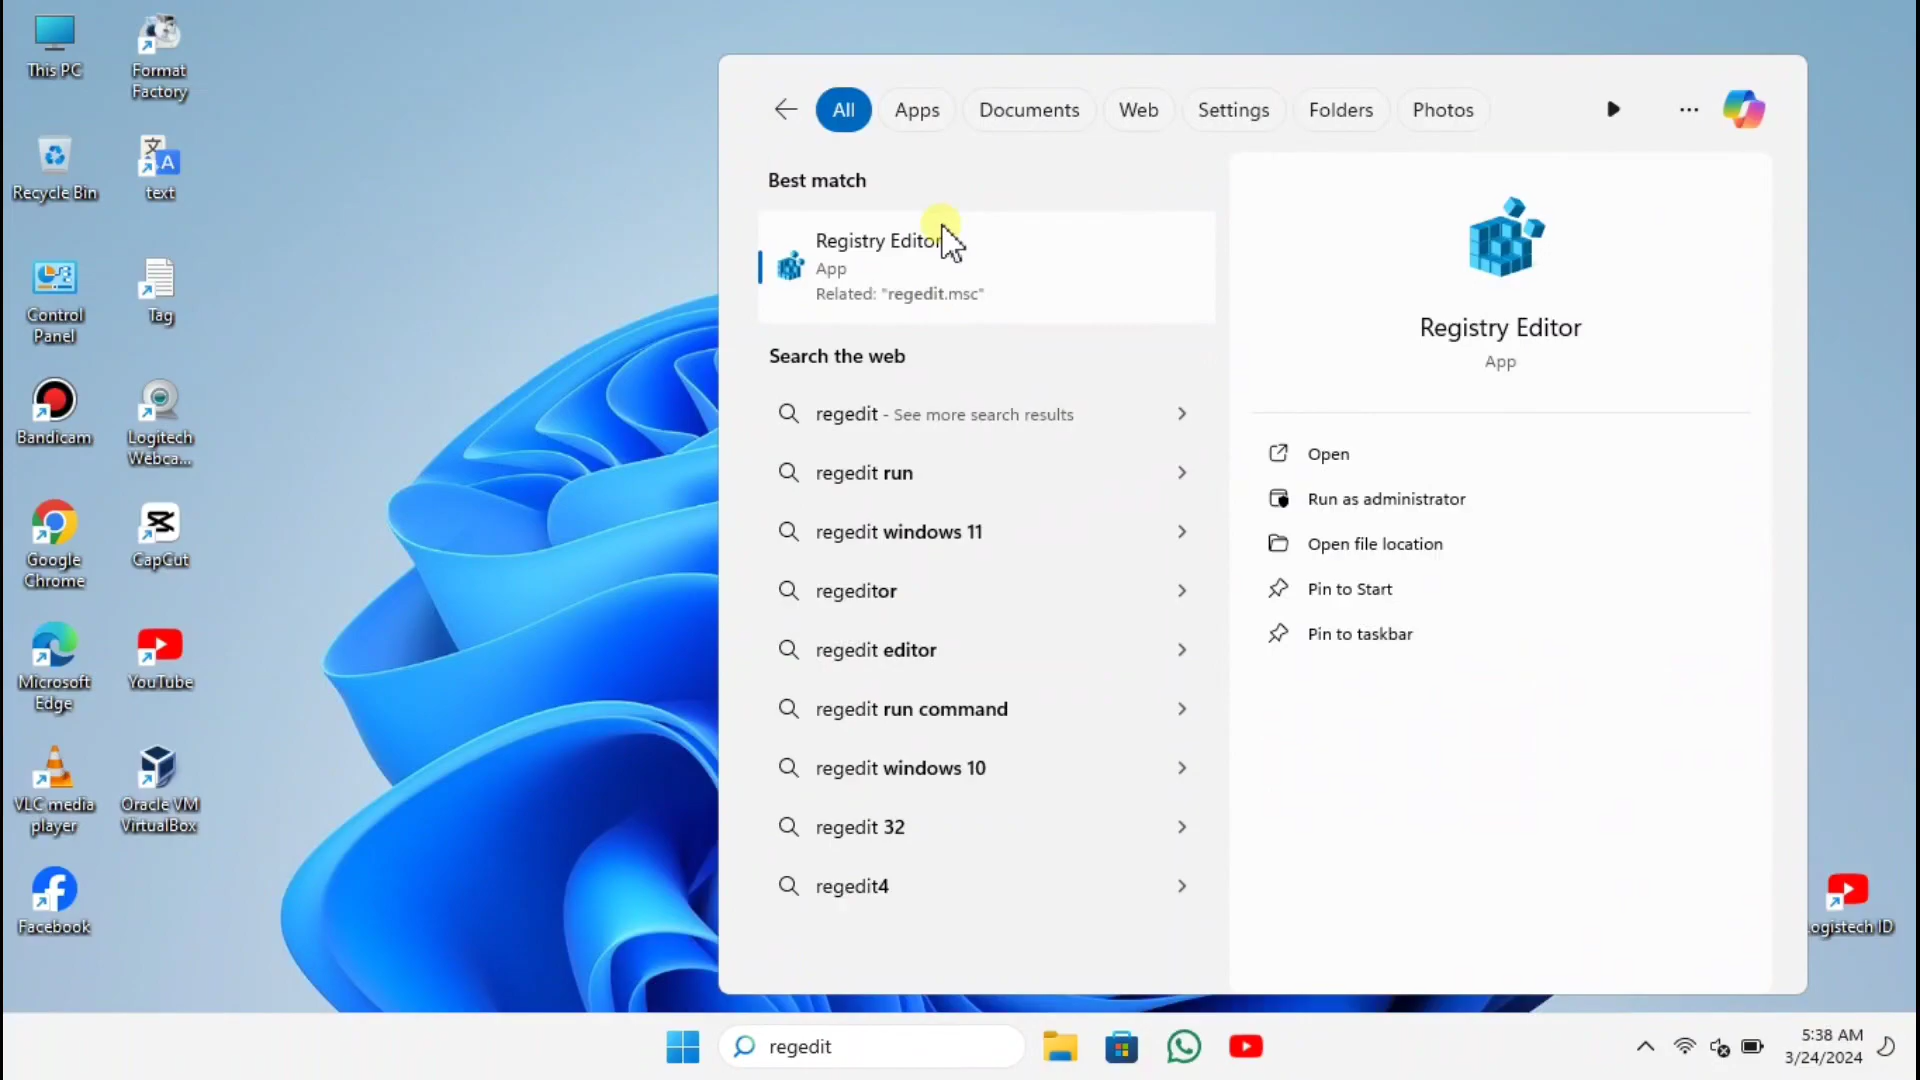 This PC
Format
Factory
Recycle Bin
text
Control
Panel
Tag
Bandicam
Logitech
Webca...
Google
Chrome
CapCut
Microsoft
Edge
YouTube
VLC media
player
Oracle VM
VirtualBox
Facebook
All
Apps
Documents
Web
Settings
Folders
Photos
Best match
Registry Editor
App
Related: "regedit.msc"
Search the web
regedit - See more search results
regedit run
regedit windows 11
regeditor
regedit editor
regedit run command
regedit windows 10
regedit 32
regedit4
Registry Editor
App
Open
Run as administrator
Open file location
Pin to Start
Pin to taskbar
ogistech ID
regedit
5:38 AM
3/24/2024